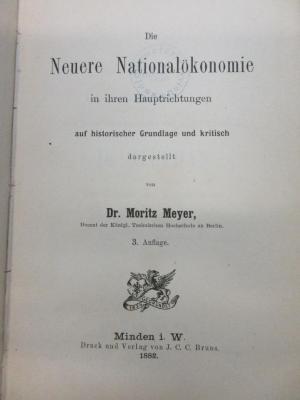 Die
Neuere Nationalökonomie
in ihren Hauptrichtungen
auf historischer Grundlage und kritisch
dargestellt
von
Dr. Moritz Meyer,
Docent der Königl. Technischen Hochschule zu Berlin.
3. Auflage.
Minden i. W.
Druck und Verlag von J. C. C. Bruns.
1882.